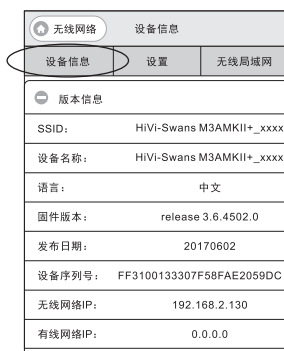 无线网络 设备信息
设备信息 设置 无线局域网
版本信息
SSID： HiVi-Swans M3AMKII+_xxxx
设备名称： HiVi-Swans M3AMKII+_xxxx
语言： 中文
固件版本： release 3.6.4502.0
发布日期： 20170602
设备序列号： FF3100133307F58FAE2059DC
无线网络IP： 192.168.2.130
有线网络IP： 0.0.0.0